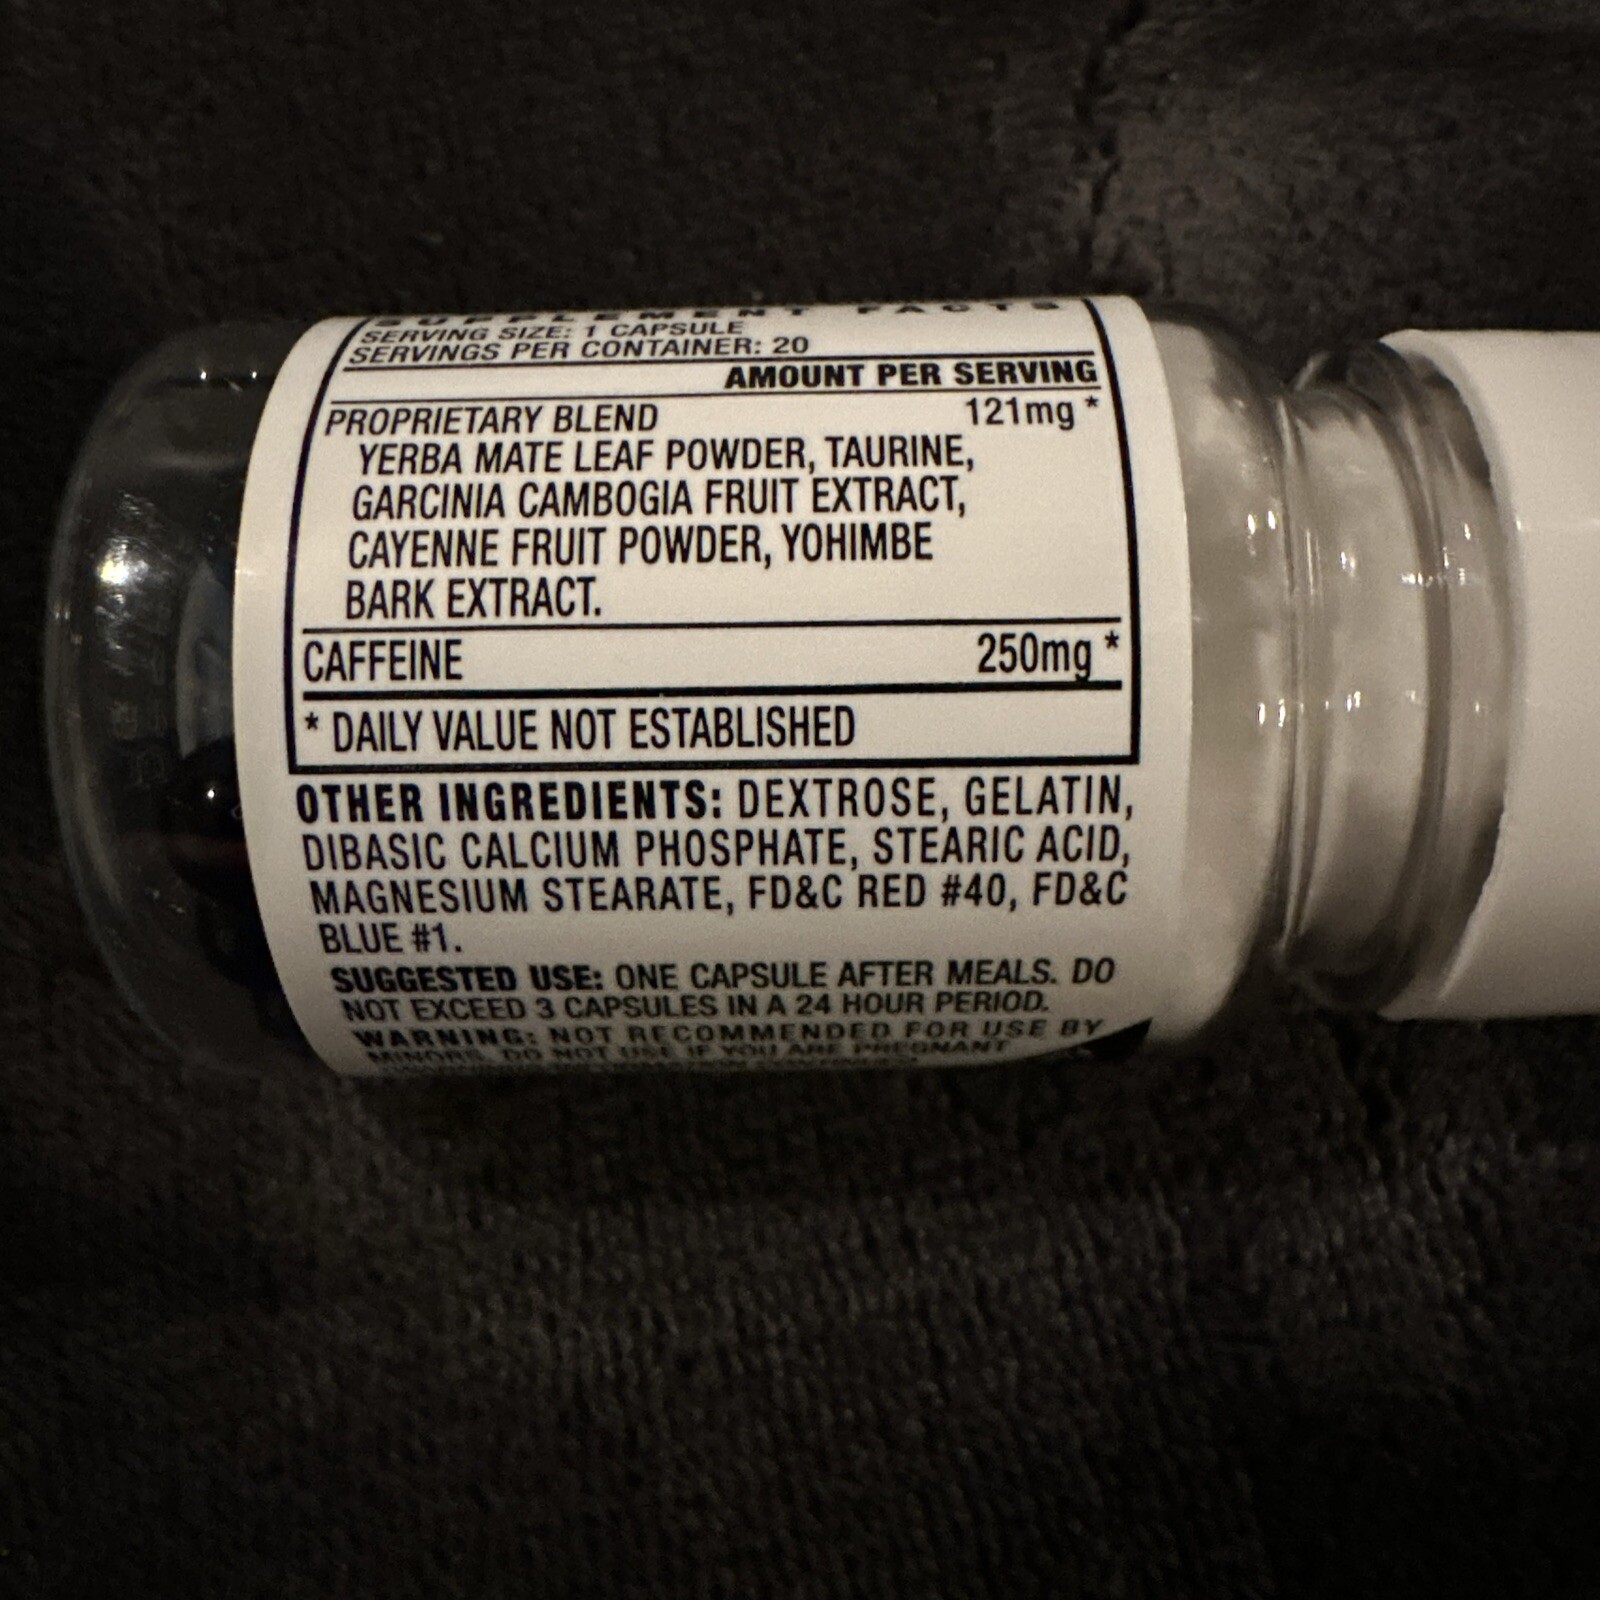 SUPPLEMENT FACTS
SERVING SIZE: 1 CAPSULE
SERVINGS PER CONTAINER: 20
AMOUNT PER SERVING
PROPRIETARY BLEND 121mg *
YERBA MATE LEAF POWDER, TAURINE,
GARCINIA CAMBOGIA FRUIT EXTRACT,
CAYENNE FRUIT POWDER, YOHIMBE
BARK EXTRACT.
CAFFEINE 250mg *
* DAILY VALUE NOT ESTABLISHED
OTHER INGREDIENTS: DEXTROSE, GELATIN,
DIBASIC CALCIUM PHOSPHATE, STEARIC ACID,
MAGNESIUM STEARATE, FD&C RED #40, FD&C
BLUE #1.
SUGGESTED USE: ONE CAPSULE AFTER MEALS. DO
NOT EXCEED 3 CAPSULES IN A 24 HOUR PERIOD.
WARNING: NOT RECOMMENDED FOR USE BY
MINORS. DO NOT USE IF YOU ARE PREGNANT